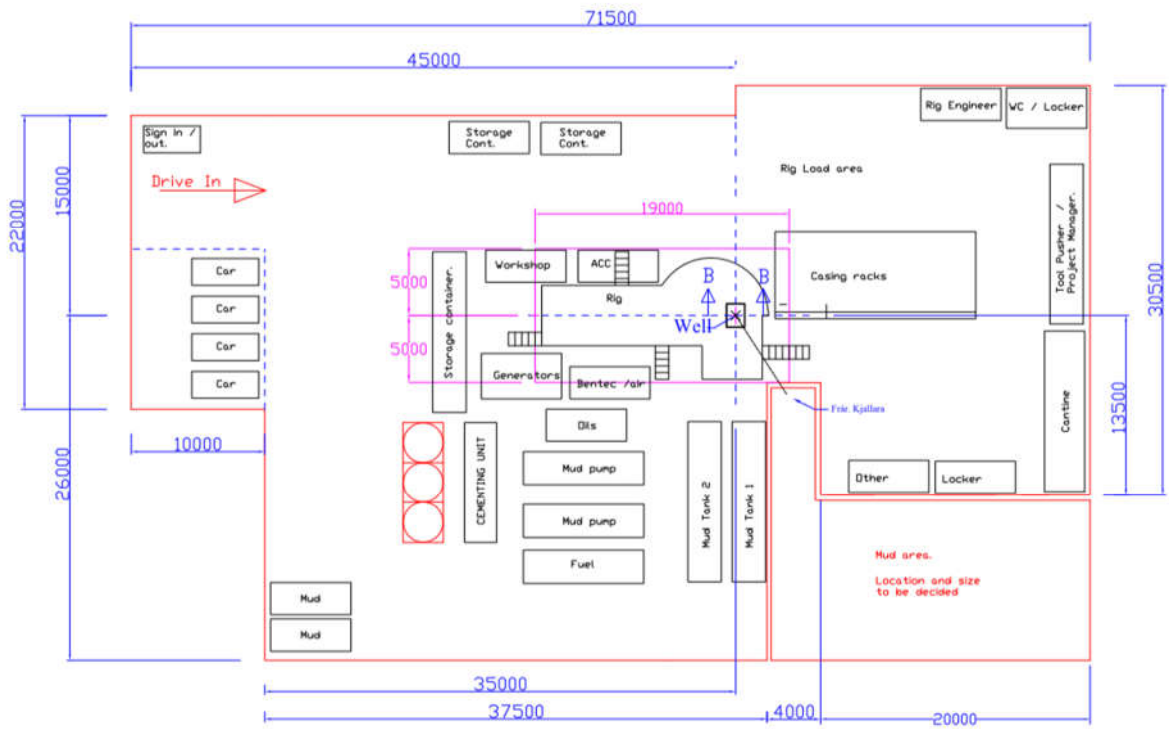 71500
45000
Sign In /
out.
Storage
Cont.
Storage
Cont.
Rig Engineer
WC / Locker
Rig Load area
Drive In
15000
22000
19000
Tool Pusher /
Project Manager.
30500
Car
Car
Car
Car
5000
5000
Storage container.
Workshop
ACC
Rig
B
B
Well
Casing racks
Generators
Bentec /air
Frár. Kjallara
Cantine
13500
10000
26000
Oils
Mud pump
Mud pump
Fuel
CEMENTING UNIT
Mud Tank 2
Mud Tank 1
Other
Locker
Mud area.
Location and size
to be decided
Mud
Mud
35000
37500
4000
20000